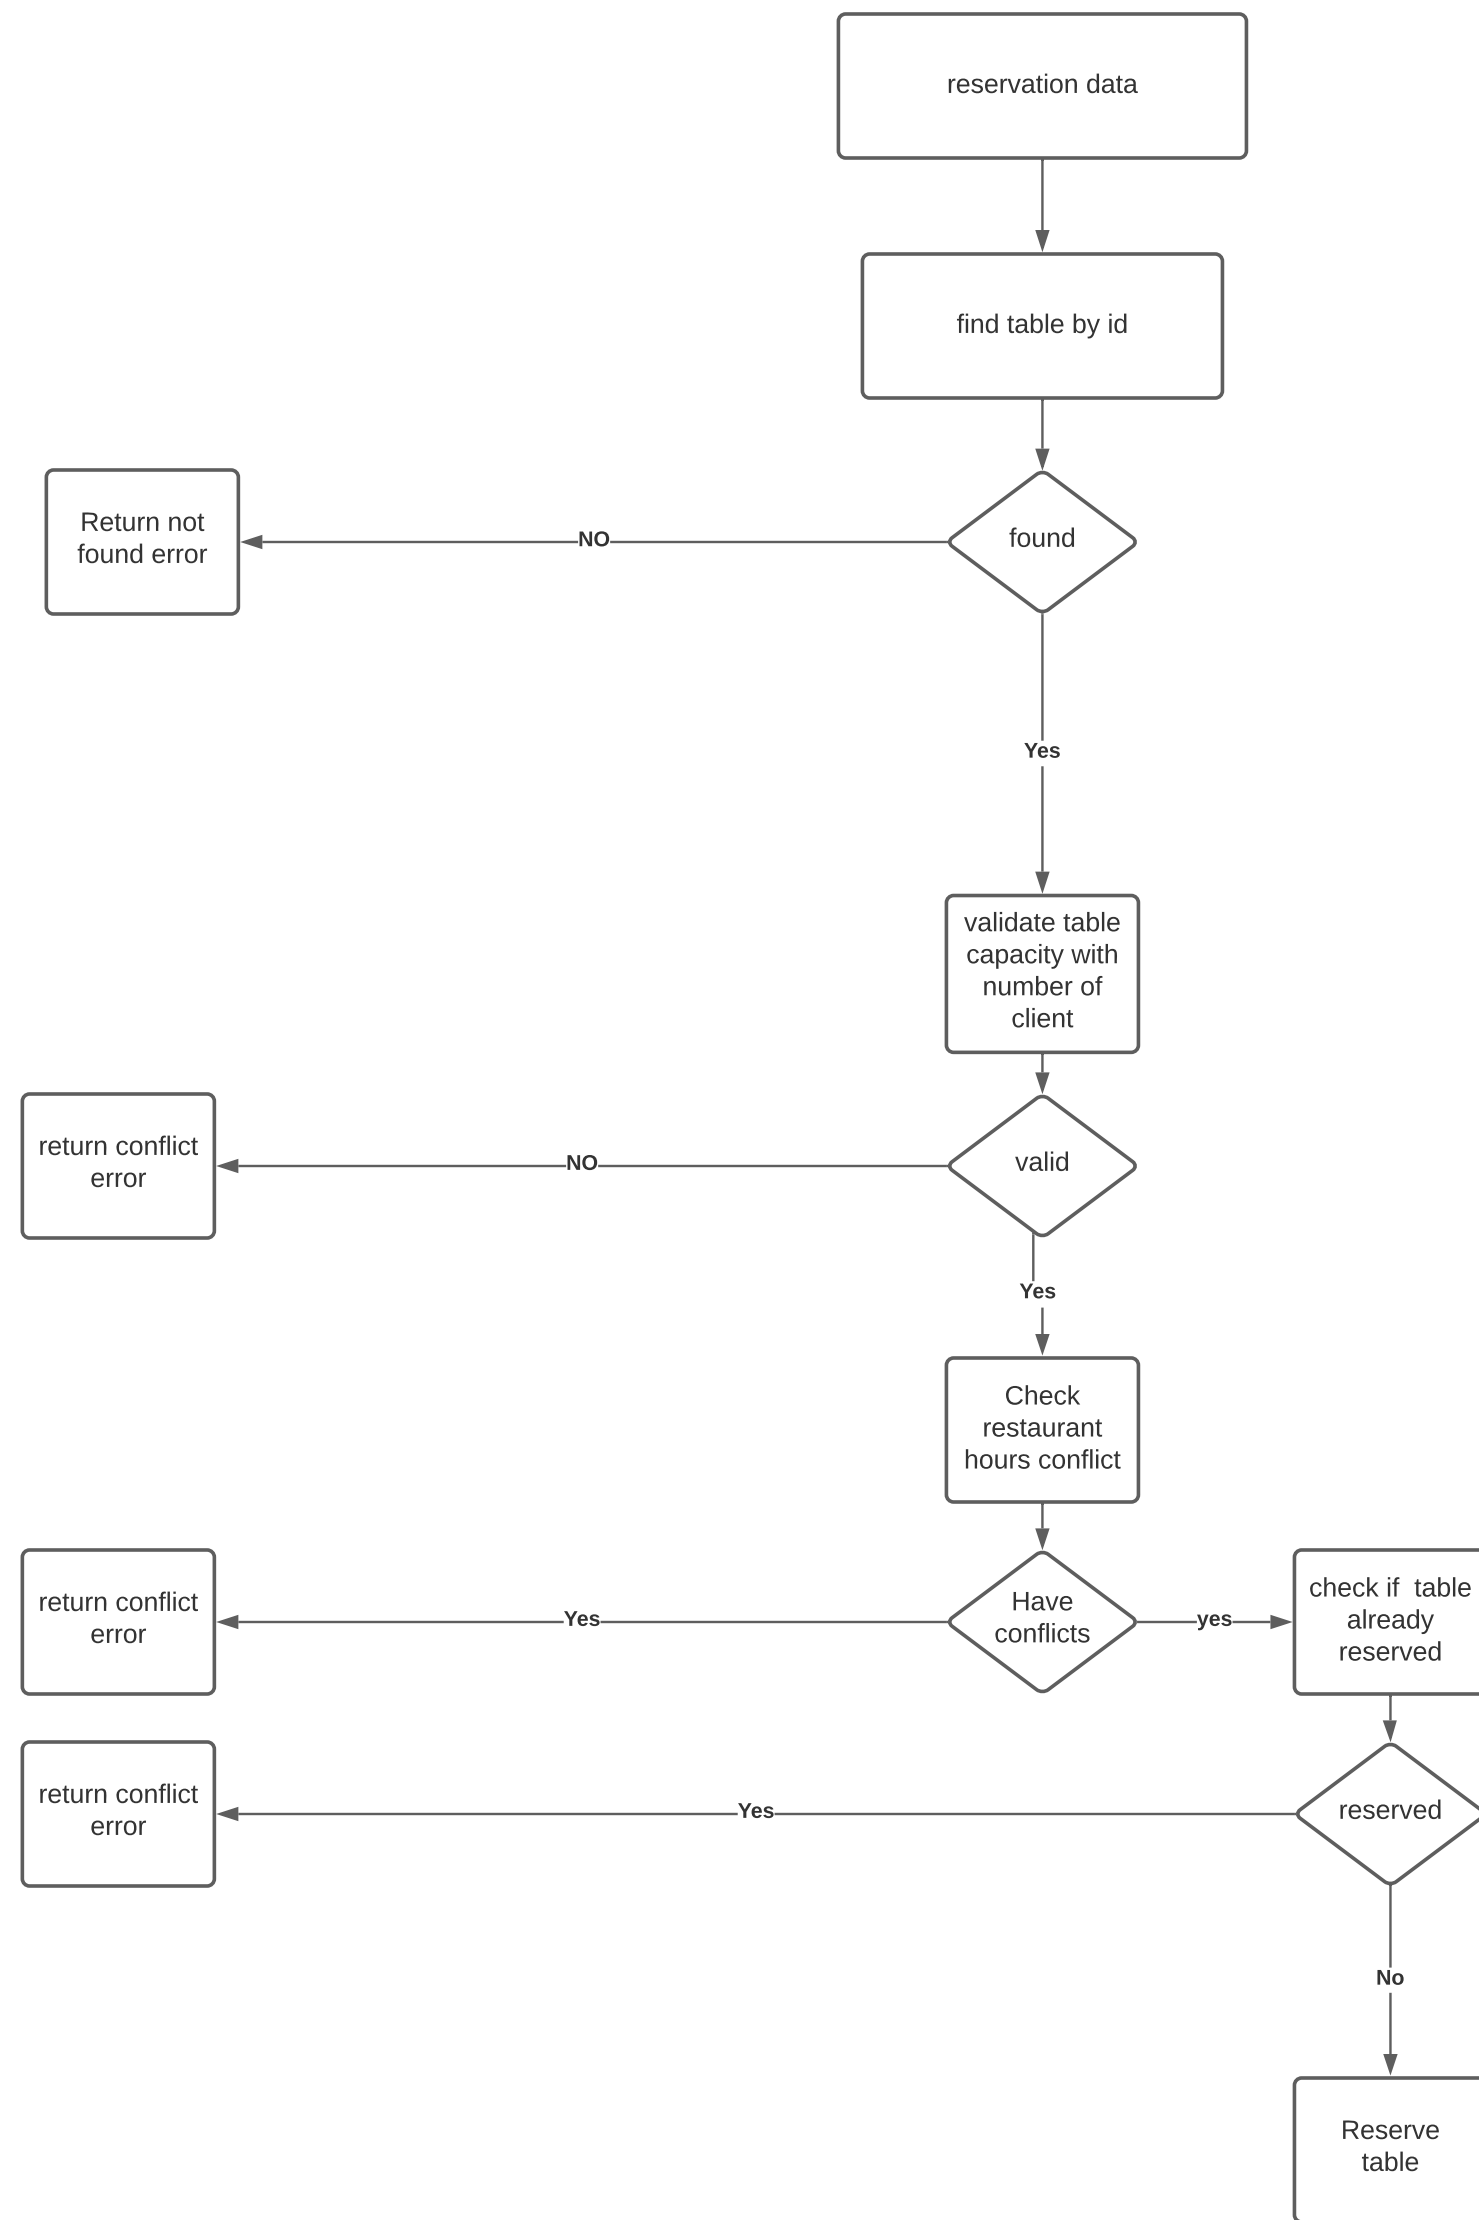 reservation data
find table by id
Return not
found error
NO
found
Yes
validate table
capacity with
number of
client
return conflict
error
NO
valid
Yes
Check
restaurant
hours conflict
return conflict
error
Yes
Have
conflicts
yes
check if  table
already
reserved
return conflict
error
Yes
reserved
No
Reserve
table